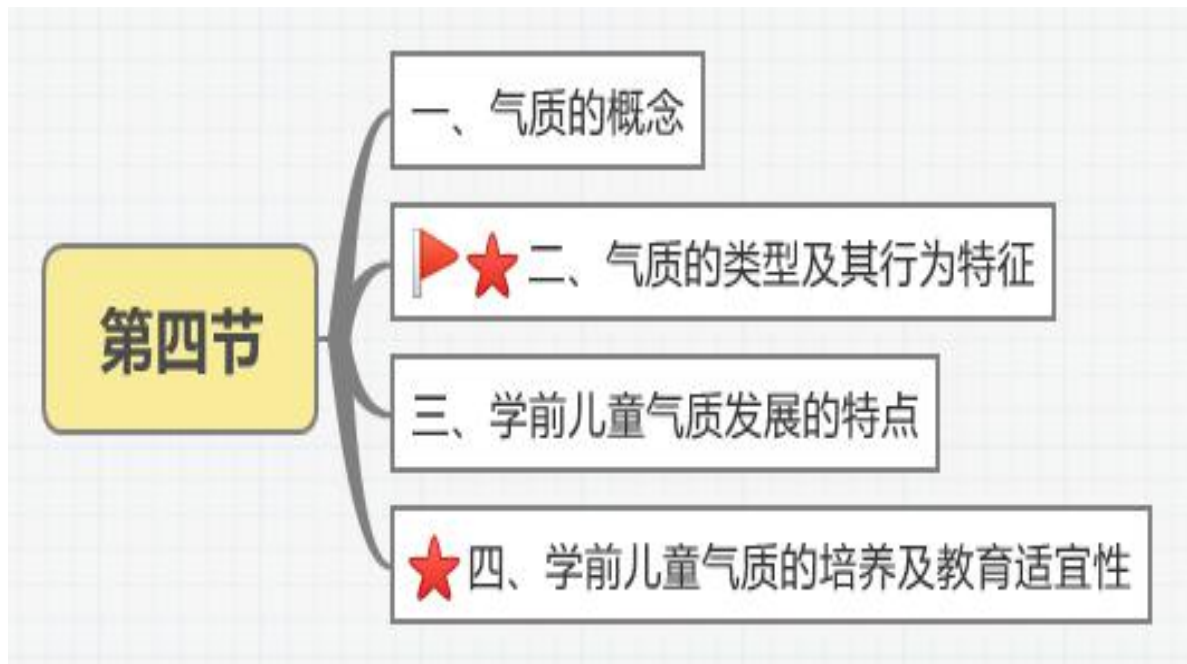 一、气质的概念
二、气质的类型及其行为特征
第四节
三、学前儿童气质发展的特点
四、学前儿童气质的培养及教育适宜性